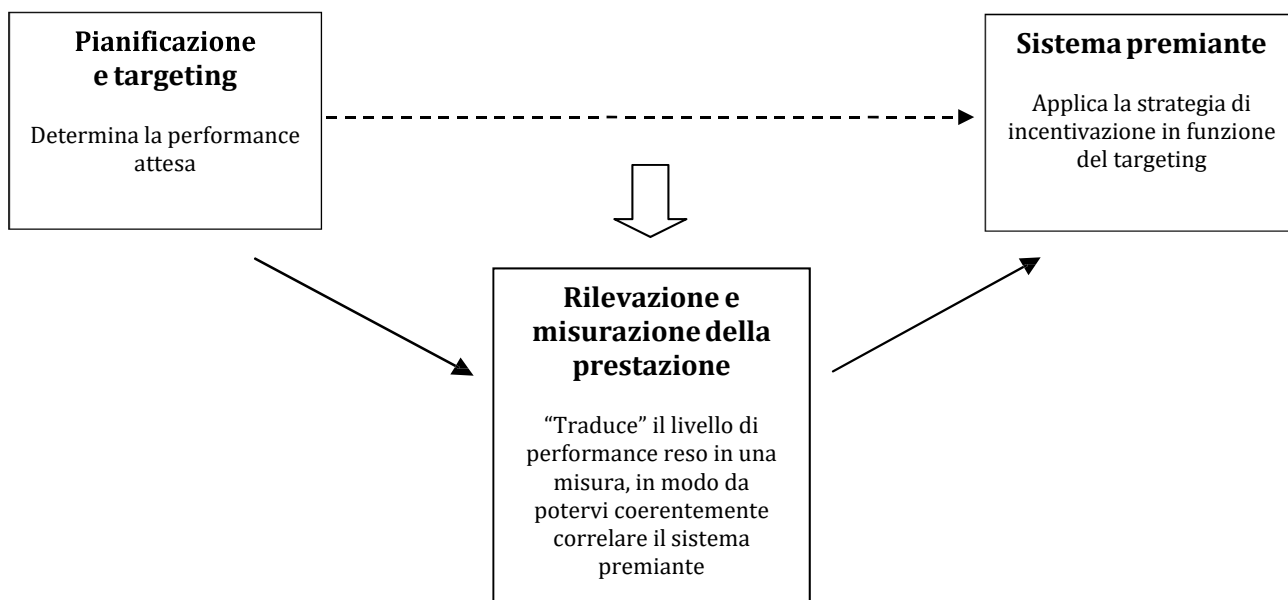 Pianificazione
e targeting
Determina la performance
attesa
Sistema premiante
Applica la strategia di
incentivazione in funzione
del targeting
Rilevazione e
misurazione della
prestazione
“Traduce” il livello di
performance reso in una
misura, in modo da
potervi coerentemente
correlare il sistema
premiante